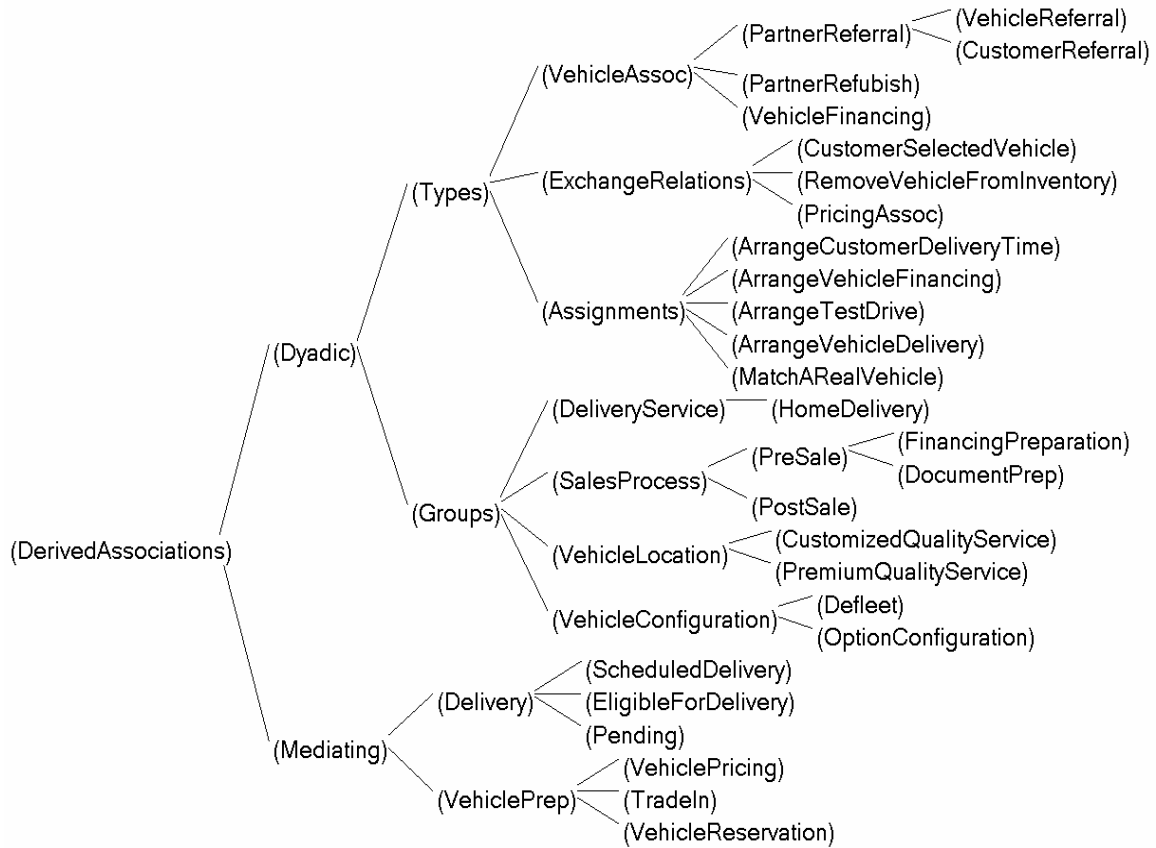 (DerivedAssociations)
(Dyadic)
(Types)
(VehicleAssoc)
(PartnerReferral)
(VehicleReferral)
(CustomerReferral)
(PartnerRefubish)
(VehicleFinancing)
(ExchangeRelations)
(CustomerSelectedVehicle)
(RemoveVehicleFromInventory)
(PricingAssoc)
(Assignments)
(ArrangeCustomerDeliveryTime)
(ArrangeVehicleFinancing)
(ArrangeTestDrive)
(ArrangeVehicleDelivery)
(MatchARealVehicle)
(Groups)
(DeliveryService)
(HomeDelivery)
(SalesProcess)
(PreSale)
(FinancingPreparation)
(DocumentPrep)
(PostSale)
(VehicleLocation)
(CustomizedQualityService)
(PremiumQualityService)
(VehicleConfiguration)
(Defleet)
(OptionConfiguration)
(Mediating)
(Delivery)
(ScheduledDelivery)
(EligibleForDelivery)
(Pending)
(VehiclePrep)
(VehiclePricing)
(TradeIn)
(VehicleReservation)